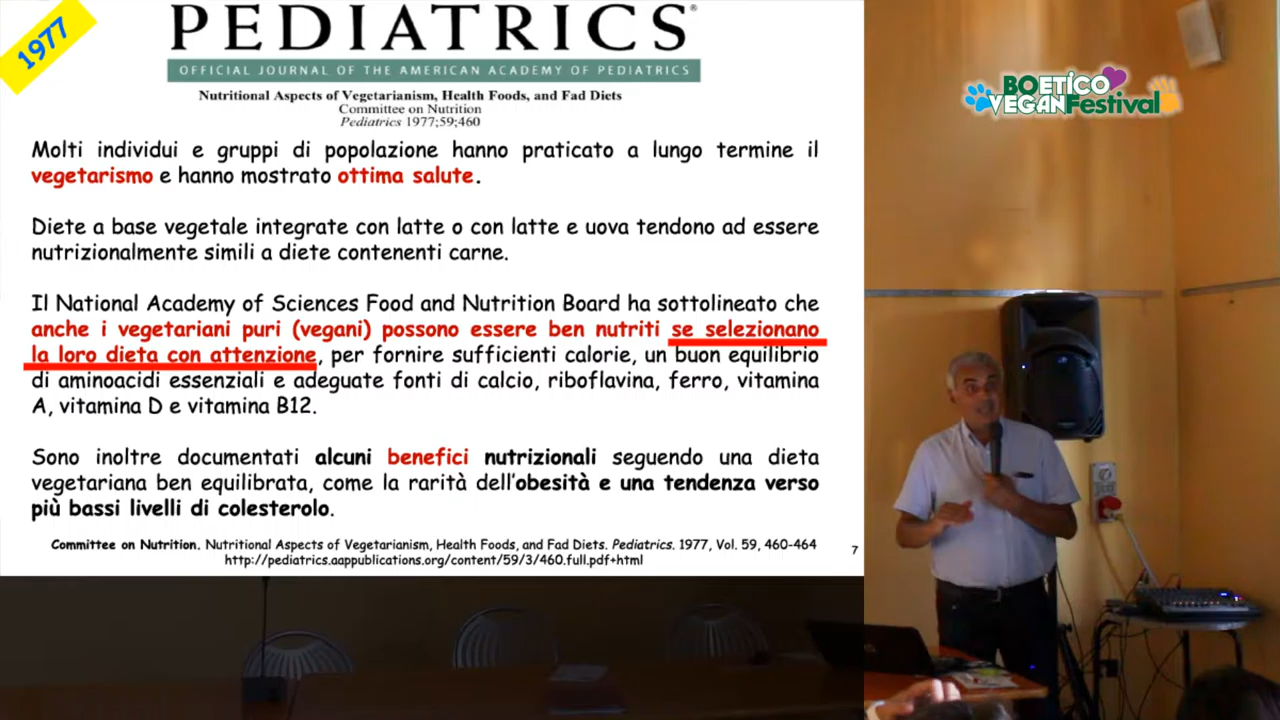 1977
PEDIATRICS®
OFFICIAL JOURNAL OF THE AMERICAN ACADEMY OF PEDIATRICS
Nutritional Aspects of Vegetarianism, Health Foods, and Fad Diets
Committee on Nutrition
Pediatrics 1977;59;460
Molti individui e gruppi di popolazione hanno praticato a lungo termine il
vegetarismo e hanno mostrato ottima salute.
Diete a base vegetale integrate con latte o con latte e uova tendono ad essere
nutrizionalmente simili a diete contenenti carne.
Il National Academy of Sciences Food and Nutrition Board ha sottolineato che
anche i vegetariani puri (vegani) possono essere ben nutriti se selezionano
la loro dieta con attenzione, per fornire sufficienti calorie, un buon equilibrio
di aminoacidi essenziali e adeguate fonti di calcio, riboflavina, ferro, vitamina
A, vitamina D e vitamina B12.
Sono inoltre documentati alcuni benefici nutrizionali seguendo una dieta
vegetariana ben equilibrata, come la rarità dell'obesità e una tendenza verso
più bassi livelli di colesterolo.
Committee on Nutrition. Nutritional Aspects of Vegetarianism, Health Foods, and Fad Diets. Pediatrics. 1977, Vol. 59, 460-464
http://pediatrics.aappublications.org/content/59/3/460.full.pdf+html
7
BOETICO
VEGANFestival